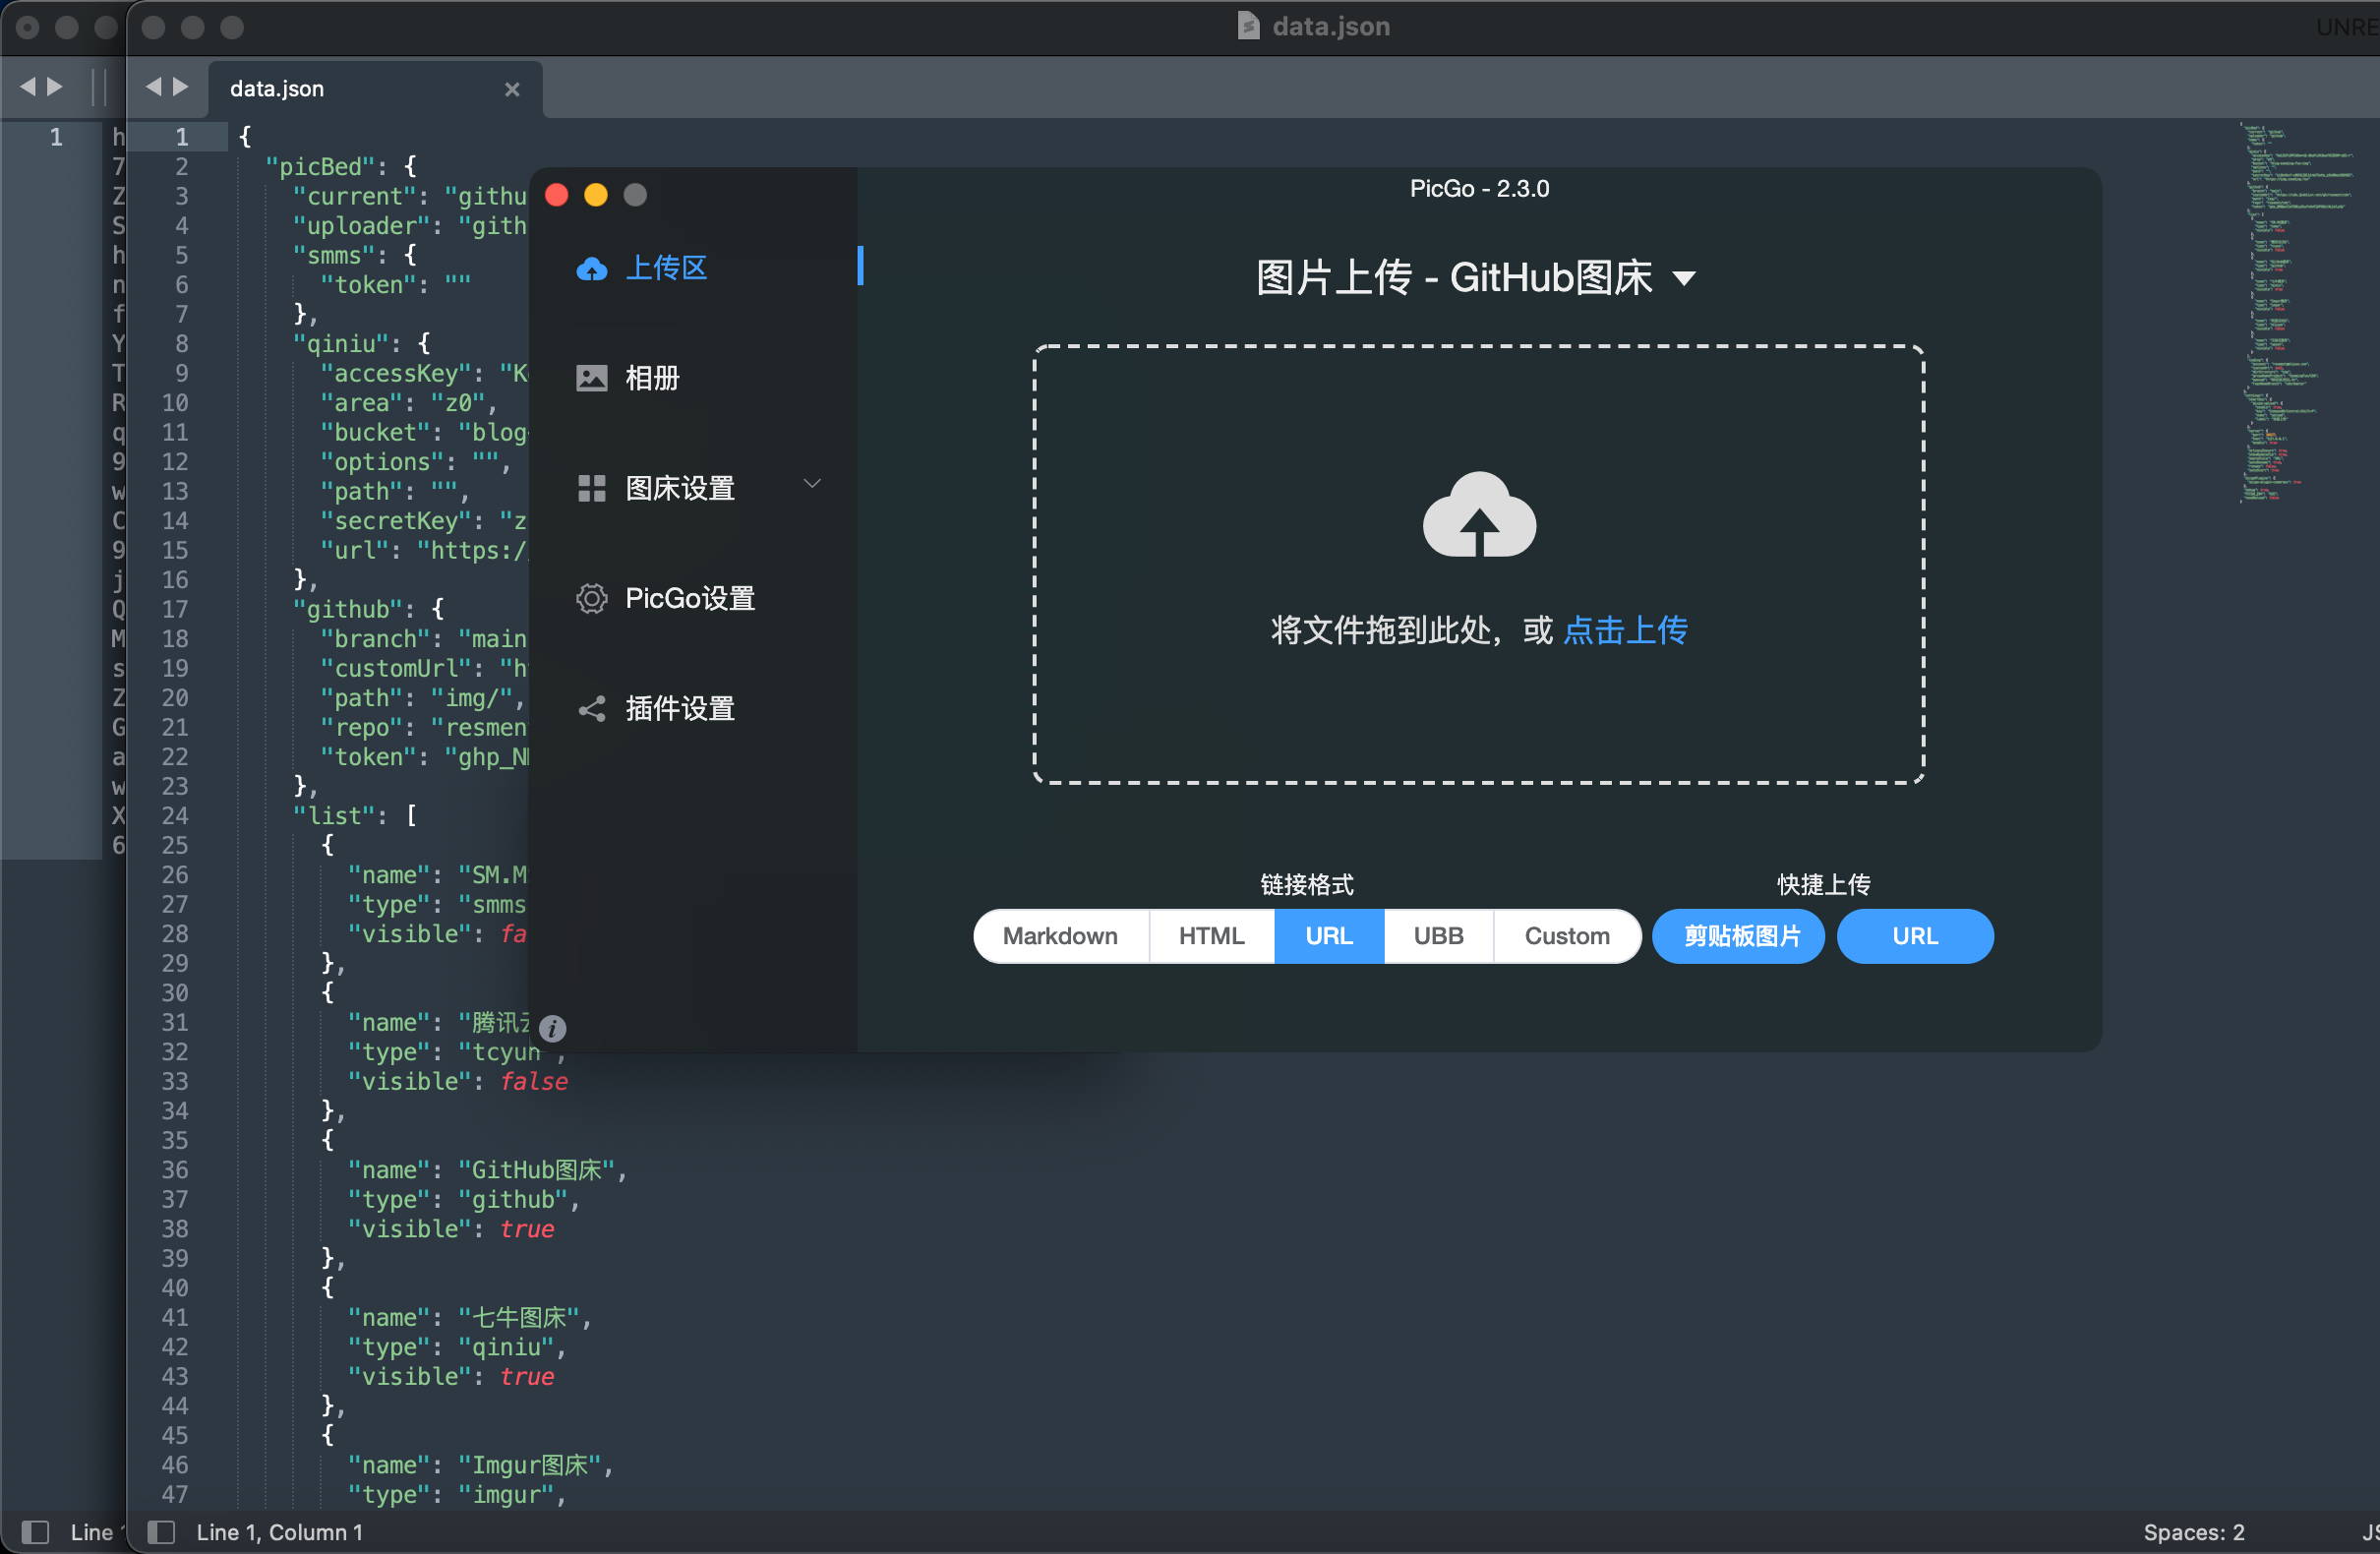 data.json
UNRE
data.json
1
h
7
Z
S
h
n
f
Y
T
R
q
9
w
C
9
j
Q
M
s
Z
G
a
w
X
6
1 {
2 "picBed": {
3 "current": "githu
4 "uploader": "gith
5 "smms": {
6 "token": ""
7 },
8 "qiniu": {
9 "accessKey": "K
10 "area": "z0",
11 "bucket": "blog-
12 "options": "",
13 "path": "",
14 "secretKey": "z
15 "url": "https:/
16 },
17 "github": {
18 "branch": "main
19 "customUrl": "h
20 "path": "img/",
21 "repo": "resmen
22 "token": "ghp_N
23 },
24 "list": [
25 {
26 "name": "SM.M
27 "type": "smms
28 "visible": fa
29 },
30 {
31 "name": "腾讯云
32 "type": "tcyun",
33 "visible": false
34 },
35 {
36 "name": "GitHub图床",
37 "type": "github",
38 "visible": true
39 },
40 {
41 "name": "七牛图床",
42 "type": "qiniu",
43 "visible": true
44 },
45 {
46 "name": "Imgur图床",
47 "type": "imgur",
PicGo - 2.3.0
上传区
相册
图床设置
PicGo设置
插件设置
图片上传 - GitHub图床
将文件拖到此处，或 点击上传
链接格式
快捷上传
Markdown HTML URL UBB Custom
剪贴板图片 URL
Line 1
Line 1, Column 1
Spaces: 2
JS